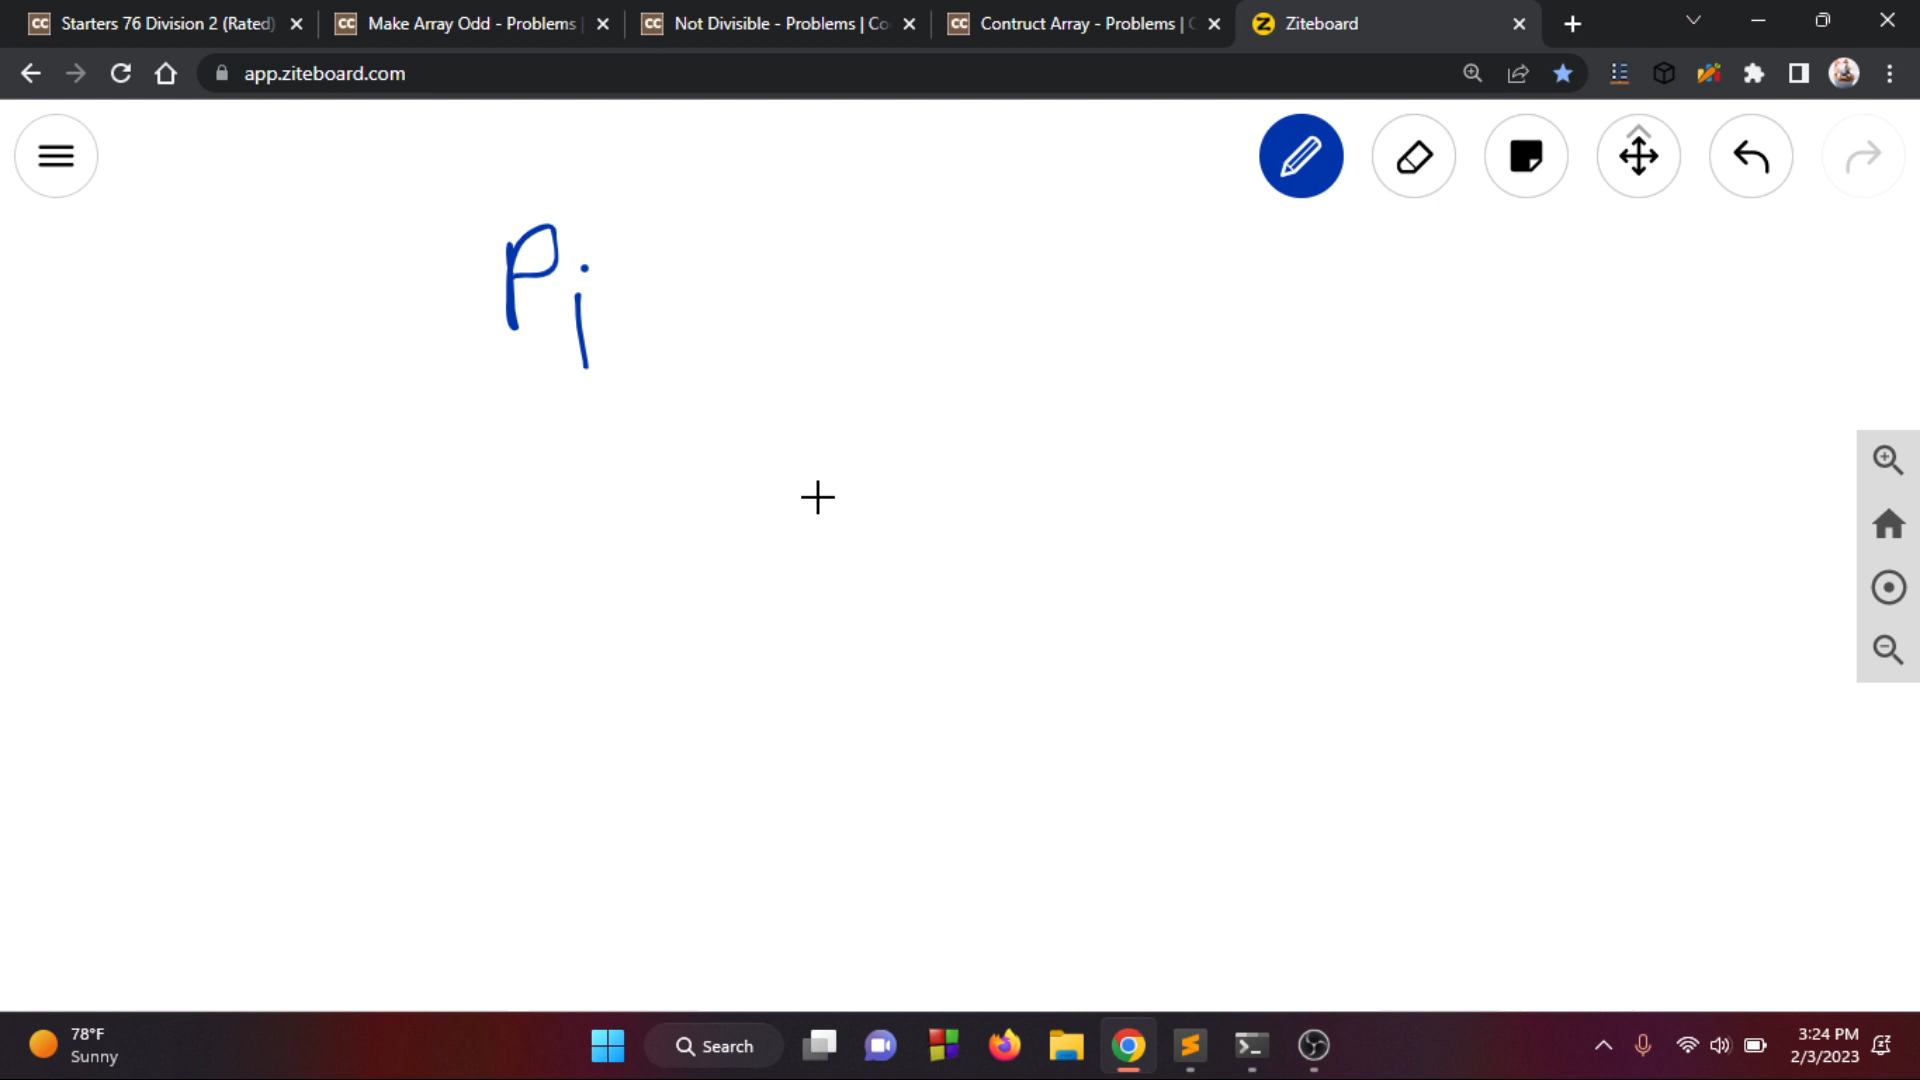 Starters 76 Division 2 (Rated)
Make Array Odd - Problems
Not Divisible - Problems | Co
Contruct Array - Problems | C
Ziteboard
app.ziteboard.com
Pi
78°F
Sunny
Search
3:24 PM
2/3/2023